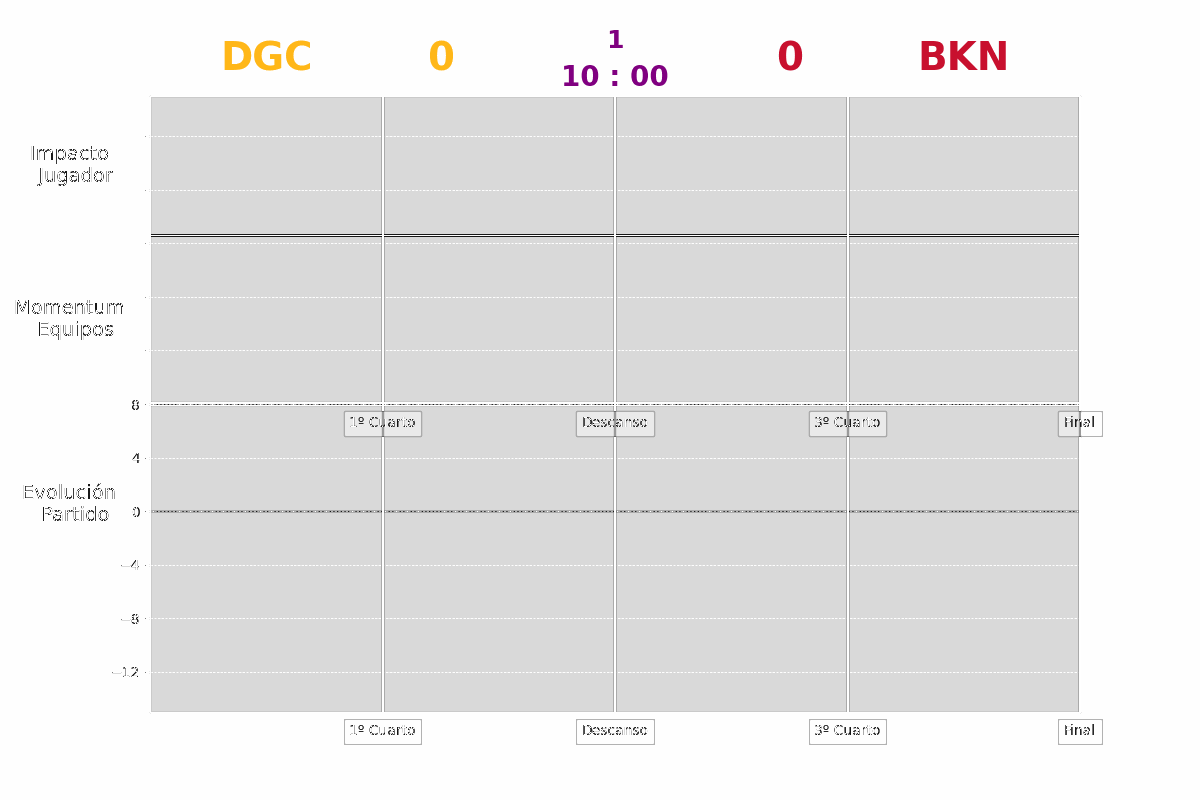 DGC 0 1 0 BKN
10 : 00
Impacto
Jugador
Momentum
Equipos
8
1º Cuarto Descanso 3º Cuarto Final
4
Evolución
Partido
0
−4
−8
−12
1º Cuarto Descanso 3º Cuarto Final